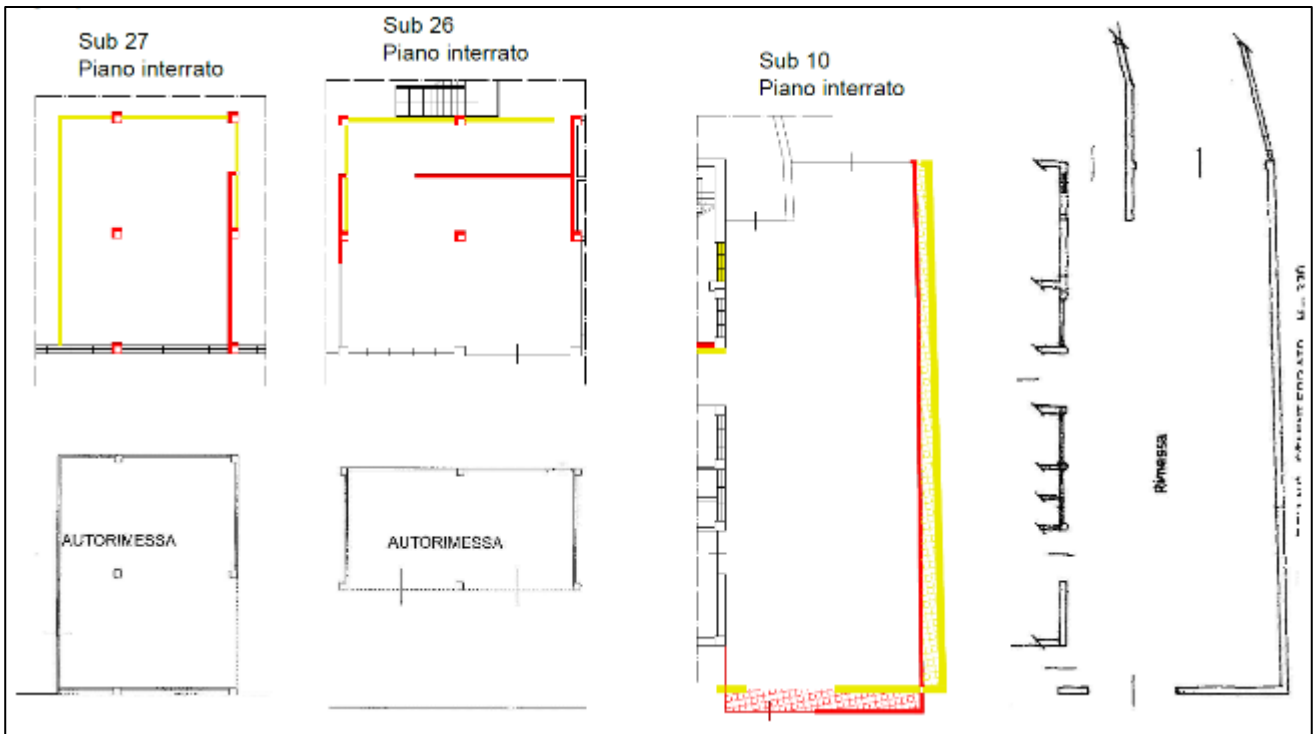 Sub 27
Piano interrato
Sub 26
Piano interrato
Sub 10
Piano interrato
AUTORIMESSA
AUTORIMESSA
Rimessa